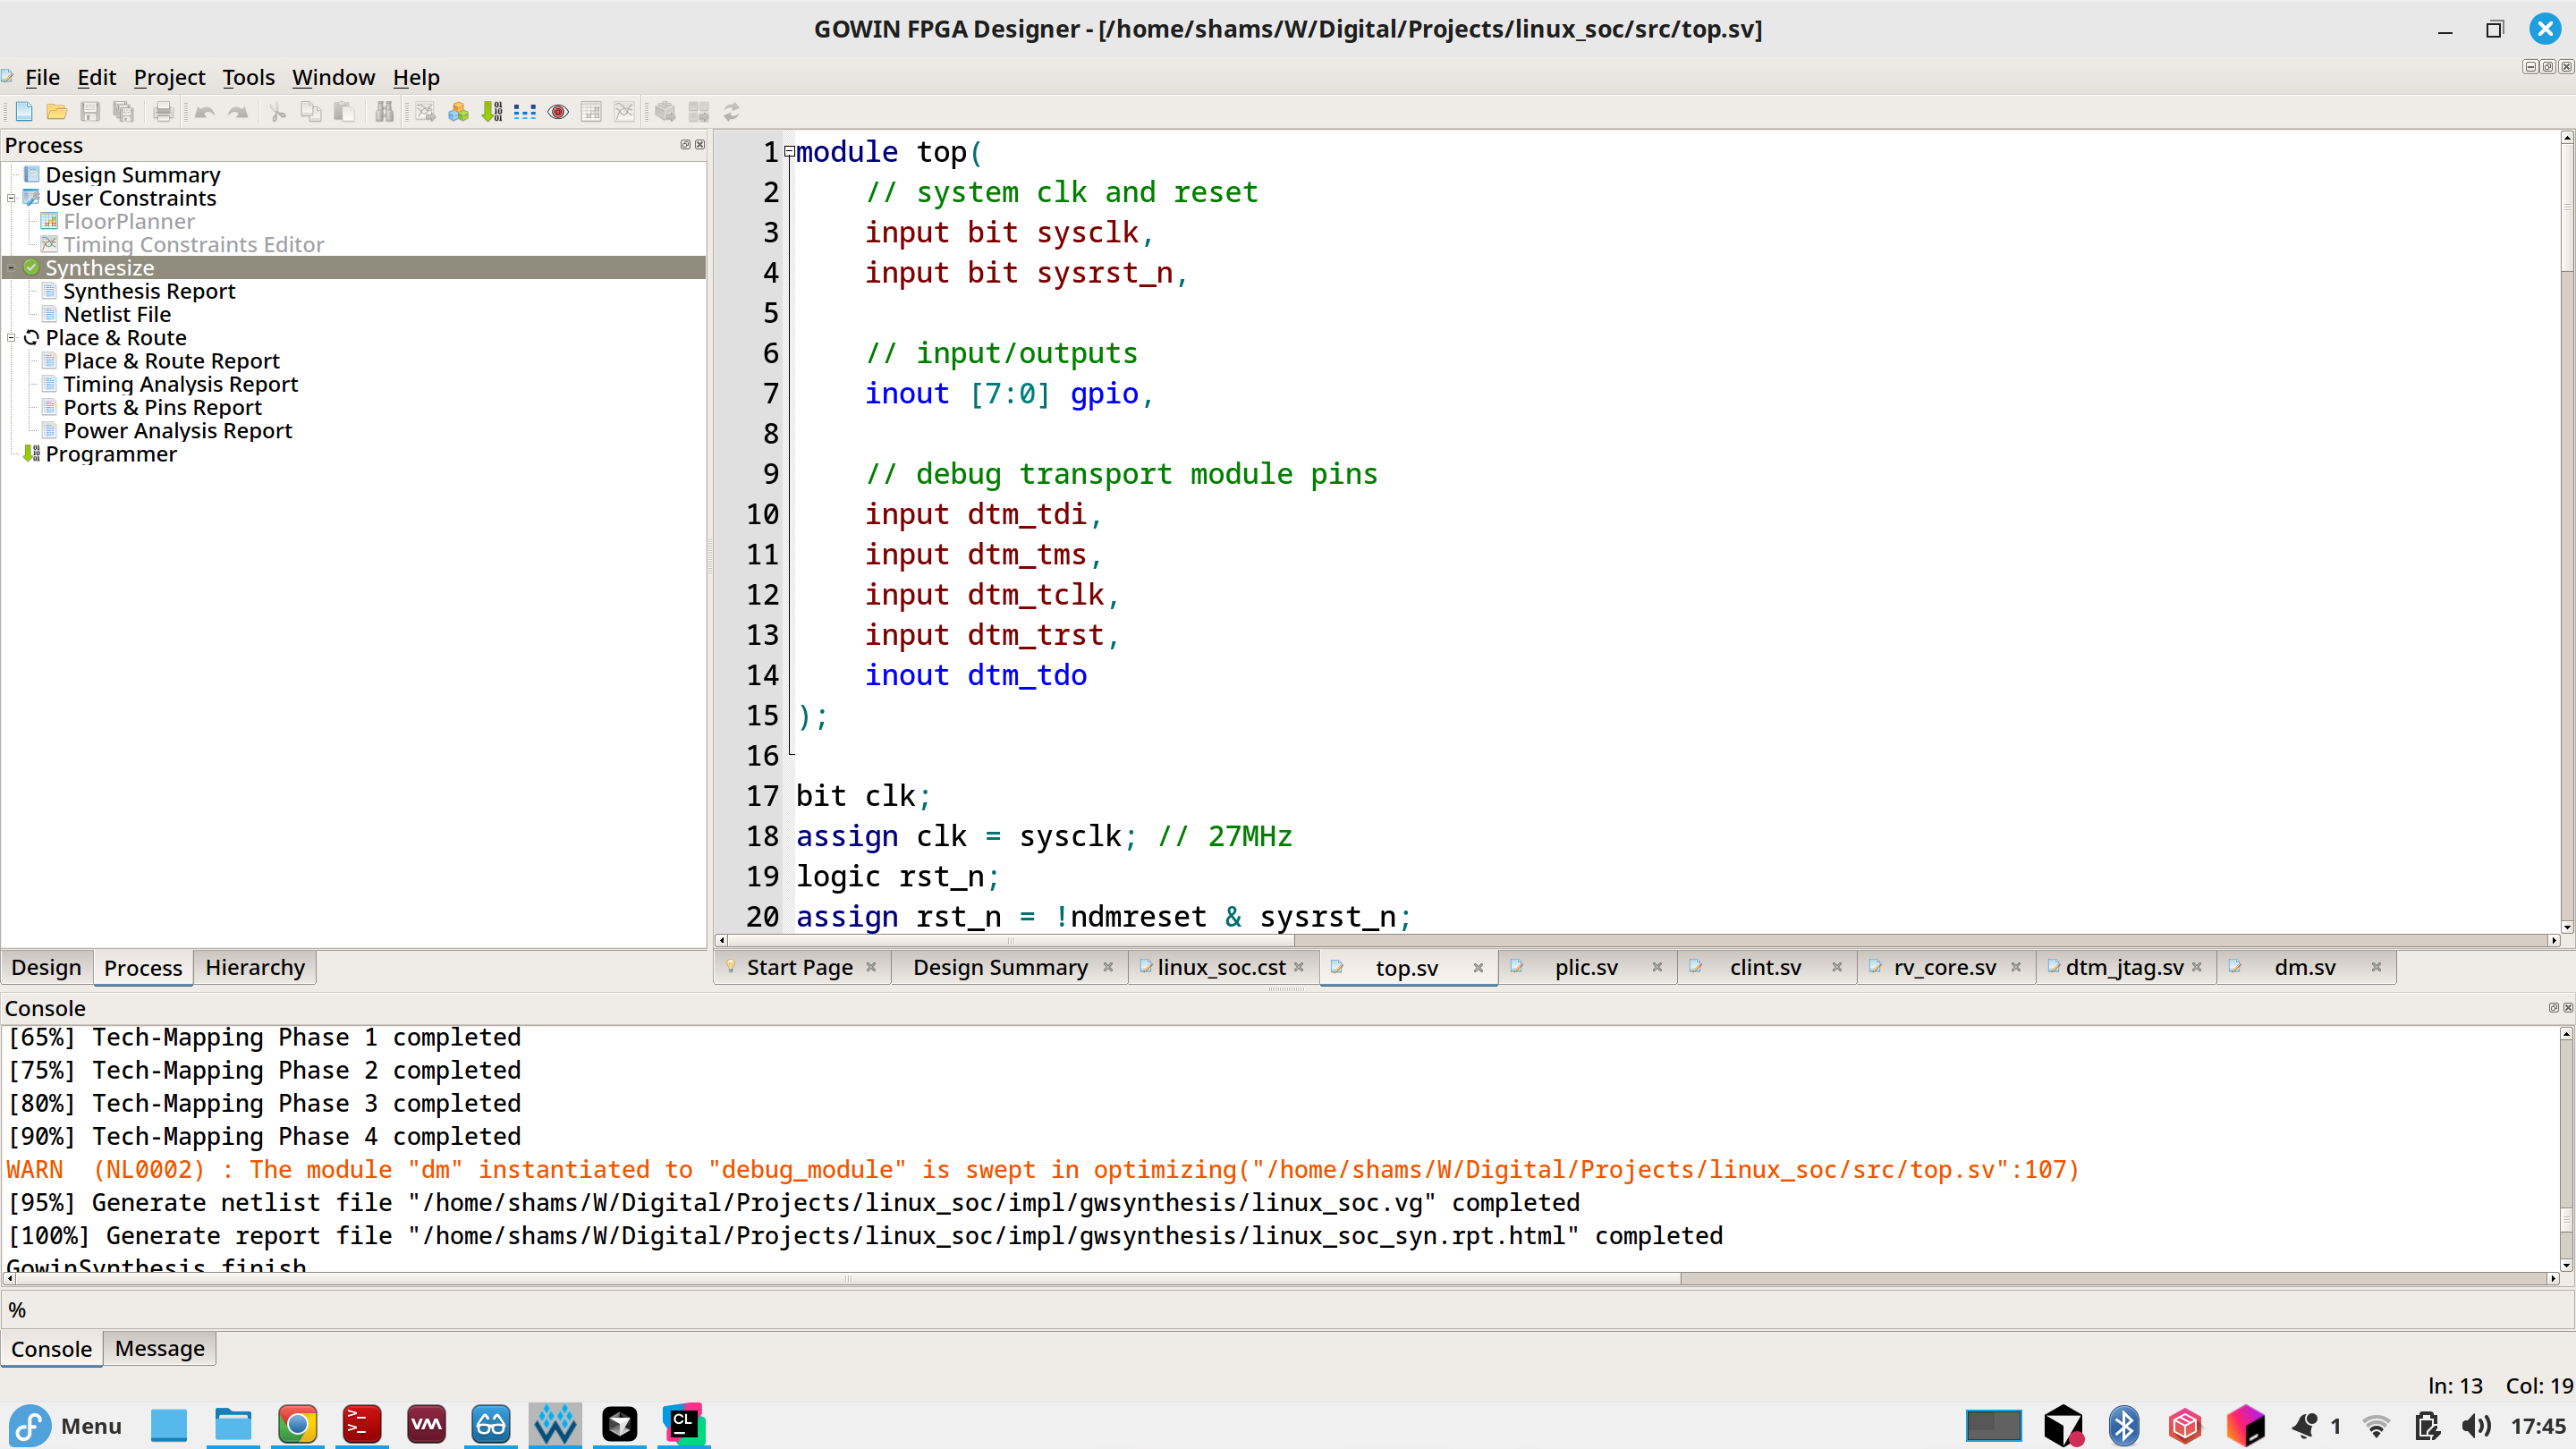 GOWIN FPGA Designer - [/home/shams/W/Digital/Projects/linux_soc/src/top.sv]
File Edit Project Tools Window Help
Process
Design Summary
User Constraints
FloorPlanner
Timing Constraints Editor
Synthesize
Synthesis Report
Netlist File
Place & Route
Place & Route Report
Timing Analysis Report
Ports & Pins Report
Power Analysis Report
Programmer
Design Process Hierarchy
1 module top(
2 // system clk and reset
3 input bit sysclk,
4 input bit sysrst_n,
5
6 // input/outputs
7 inout [7:0] gpio,
8
9 // debug transport module pins
10 input dtm_tdi,
11 input dtm_tms,
12 input dtm_tclk,
13 input dtm_trst,
14 inout dtm_tdo
15 );
16
17 bit clk;
18 assign clk = sysclk; // 27MHz
19 logic rst_n;
20 assign rst_n = !ndmreset & sysrst_n;
Start Page Design Summary linux_soc.cst top.sv plic.sv clint.sv rv_core.sv dtm_jtag.sv dm.sv
Console
[65%] Tech-Mapping Phase 1 completed
[75%] Tech-Mapping Phase 2 completed
[80%] Tech-Mapping Phase 3 completed
[90%] Tech-Mapping Phase 4 completed
WARN  (NL0002) : The module "dm" instantiated to "debug_module" is swept in optimizing("/home/shams/W/Digital/Projects/linux_soc/src/top.sv":107)
[95%] Generate netlist file "/home/shams/W/Digital/Projects/linux_soc/impl/gwsynthesis/linux_soc.vg" completed
[100%] Generate report file "/home/shams/W/Digital/Projects/linux_soc/impl/gwsynthesis/linux_soc_syn.rpt.html" completed
GowinSynthesis finish
%
Console Message
ln: 13 Col: 19
Menu
VM
CL
1
17:45